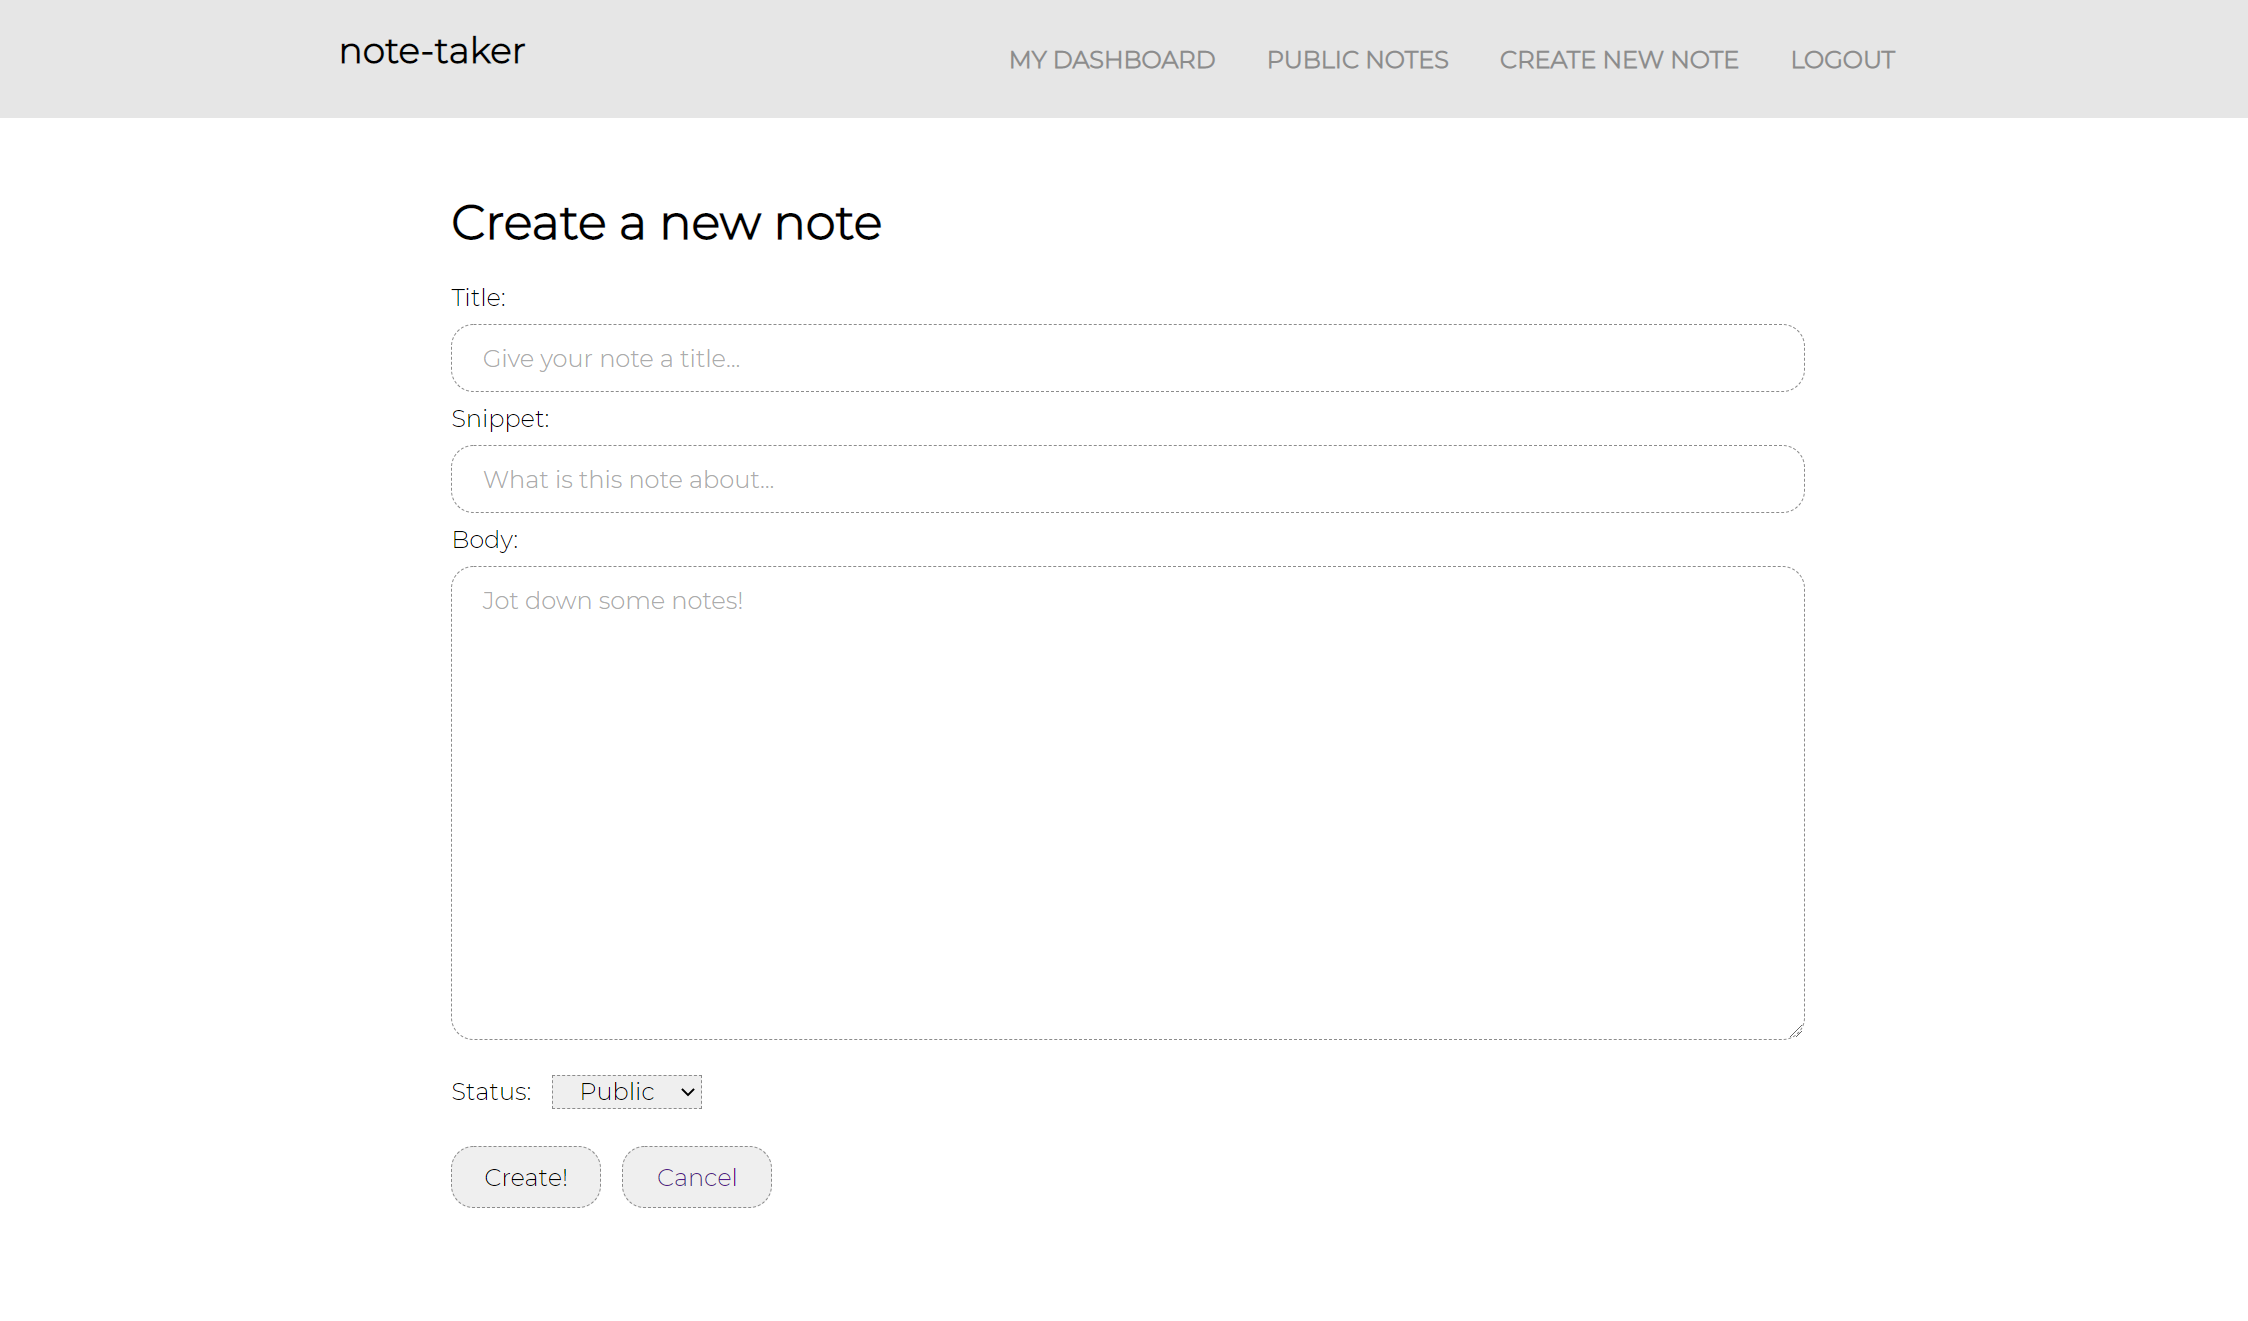 note-taker
MY DASHBOARD PUBLIC NOTES CREATE NEW NOTE LOGOUT
Create a new note
Title:
Give your note a title...
Snippet:
What is this note about...
Body:
Jot down some notes!
Status: Public
Create! Cancel